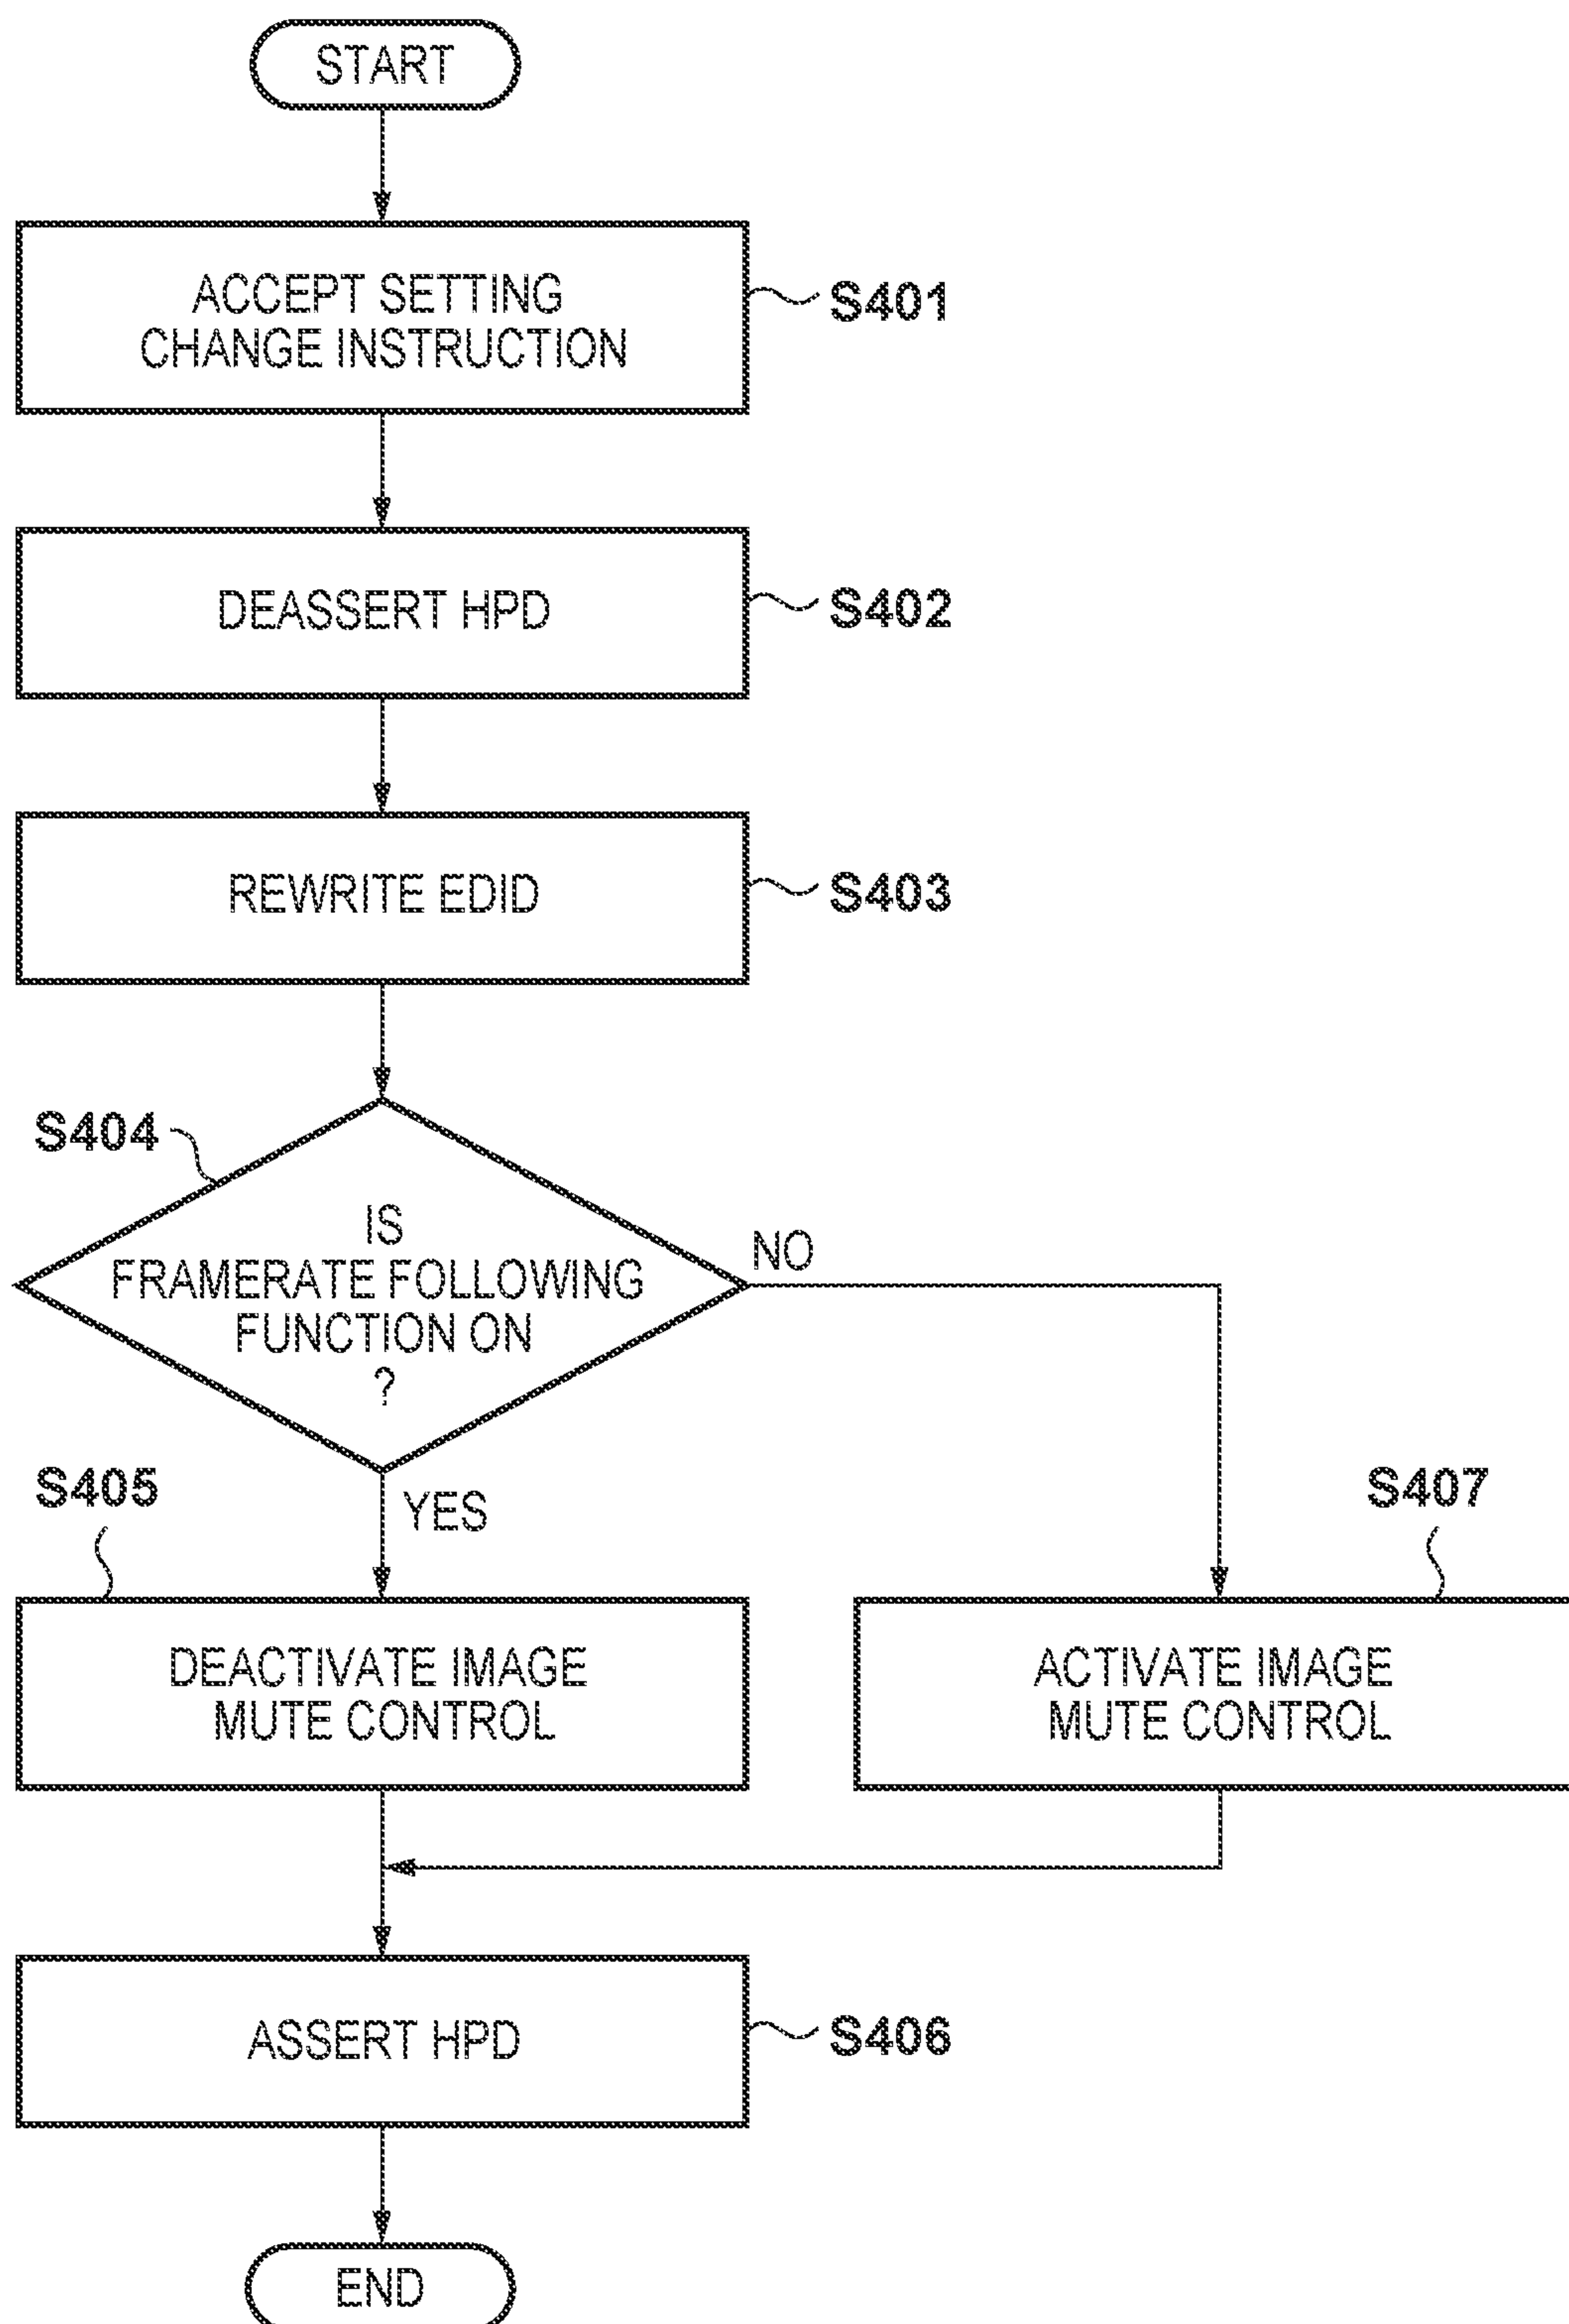 START
ACCEPT SETTING
CHANGE INSTRUCTION
S401
DEASSERT HPD
S402
REWRITE EDID
S403
S404
IS
FRAMERATE FOLLOWING
FUNCTION ON
?
NO
YES
S405
S407
DEACTIVATE IMAGE
MUTE CONTROL
ACTIVATE IMAGE
MUTE CONTROL
ASSERT HPD
S406
END